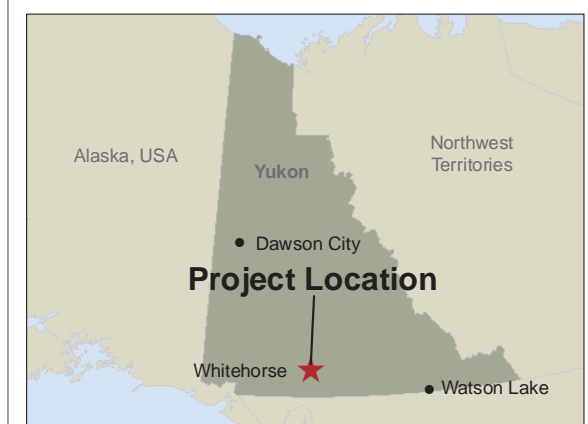 Alaska, USA
Northwest
Territories
Yukon
Dawson City
Project Location
Whitehorse
Watson Lake